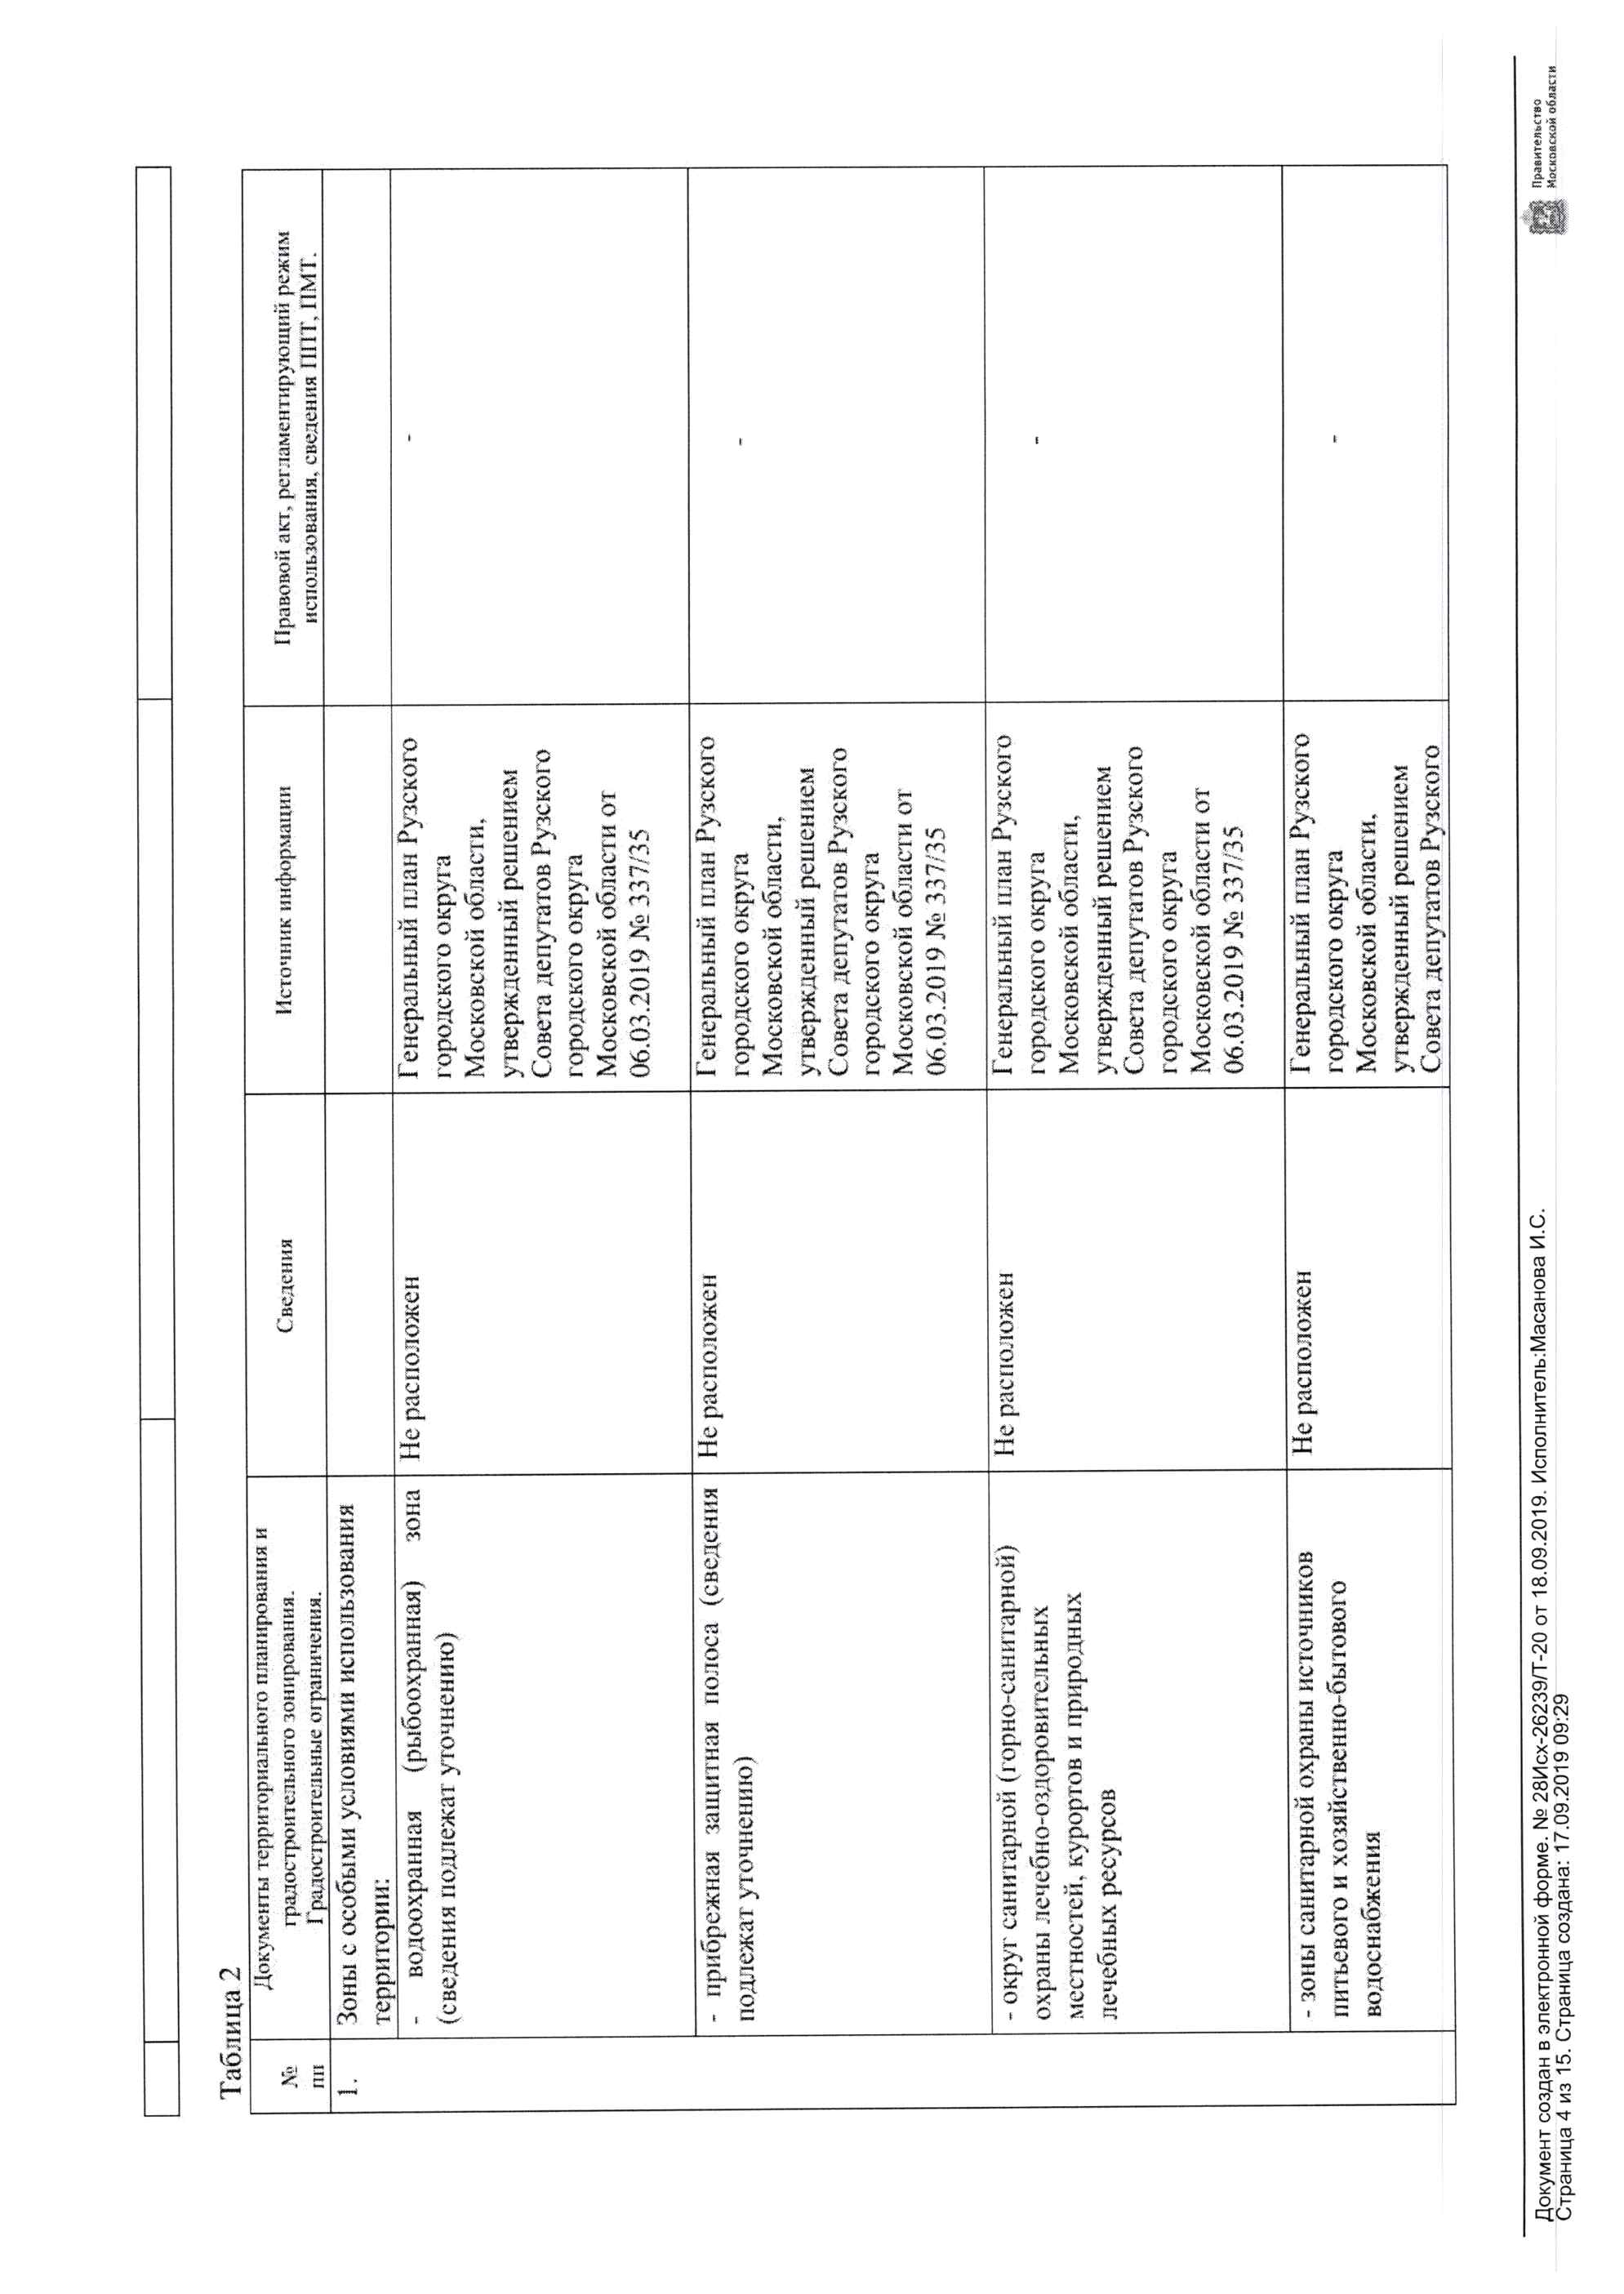 Таблица 2
№
пп
Документы территориального планирования и
градостроительного зонирования.
Градостроительные ограничения.
Сведения
Источник информации
Правовой акт, регламентирующий режим
использования, сведения ППТ, ПМТ.
1.
Зоны с особыми условиями использования
территории:
- водоохранная (рыбоохранная) зона
(сведения подлежат уточнению)
Не расположен
Генеральный план Рузского
городского округа
Московской области,
утвержденный решением
Совета депутатов Рузского
городского округа
Московской области от
06.03.2019 № 337/35
-
- прибрежная защитная полоса (сведения
подлежат уточнению)
Не расположен
Генеральный план Рузского
городского округа
Московской области,
утвержденный решением
Совета депутатов Рузского
городского округа
Московской области от
06.03.2019 № 337/35
-
- округ санитарной (горно-санитарной)
охраны лечебно-оздоровительных
местностей, курортов и природных
лечебных ресурсов
Не расположен
Генеральный план Рузского
городского округа
Московской области,
утвержденный решением
Совета депутатов Рузского
городского округа
Московской области от
06.03.2019 № 337/35
-
- зоны санитарной охраны источников
питьевого и хозяйственно-бытового
водоснабжения
Не расположен
Генеральный план Рузского
городского округа
Московской области,
утвержденный решением
Совета депутатов Рузского
-
Документ создан в электронной форме. № 28Исх-26239/Т-20 от 18.09.2019. Исполнитель:Масанова И.С.
Страница 4 из 15. Страница создана: 17.09.2019 09:29
Правительство
Московской области